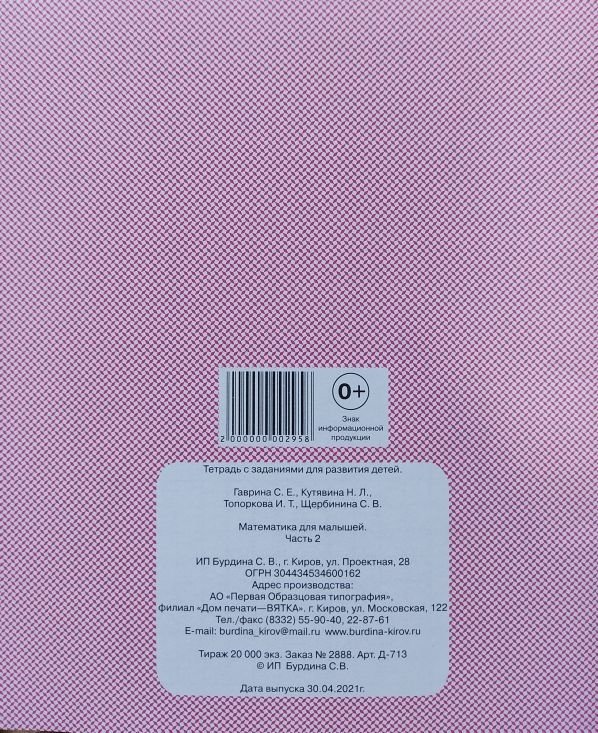 0+
Знак
информационной
продукции
2 000000 002958
Тетрадь с заданиями для развития детей.
Гаврина С. Е., Кутявина Н. Л.,
Топоркова И. Т., Щербинина С. В.
Математика для малышей.
Часть 2
ИП Бурдина С. В., г. Киров, ул. Проектная, 28
ОГРН 304434534600162
Адрес производства:
АО «Первая Образцовая типография»,
филиал «Дом печати—ВЯТКА». г. Киров, ул. Московская, 122
Тел./факс (8332) 55-90-40, 22-87-61
E-mail: burdina_kirov@mail.ru www.burdina-kirov.ru
Тираж 20 000 экз. Заказ № 2888. Арт. Д-713
© ИП Бурдина С.В.
Дата выпуска 30.04.2021г.